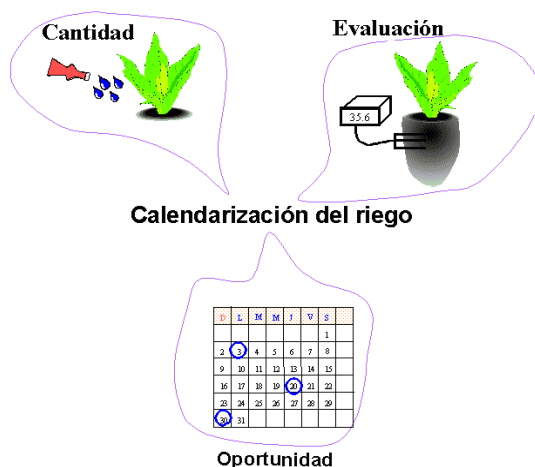 Cantidad
Evaluación
35.6
Calendarización del riego
D L M M J V S
1
2 3 4 5 6 7 8
9 10 11 12 13 14 15
16 17 18 19 20 21 22
23 24 25 26 27 28 29
30 31
Oportunidad